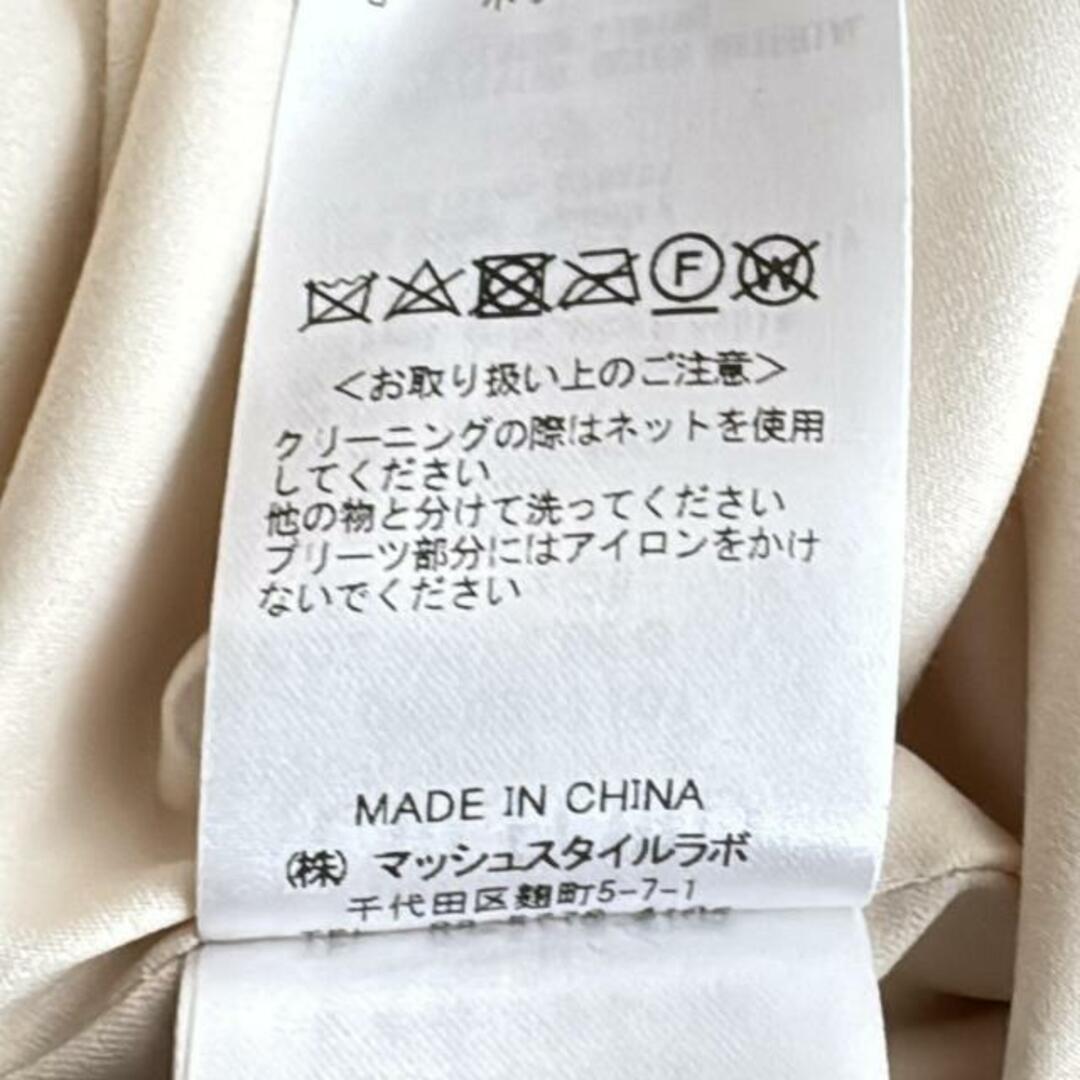 F W
<お取り扱い上のご注意>
クリーニングの際はネットを使用
してください
他の物と分けて洗ってください
プリーツ部分にはアイロンをかけ
ないでください
MADE IN CHINA
(株) マッシュスタイルラボ
千代田区麹町5-7-1